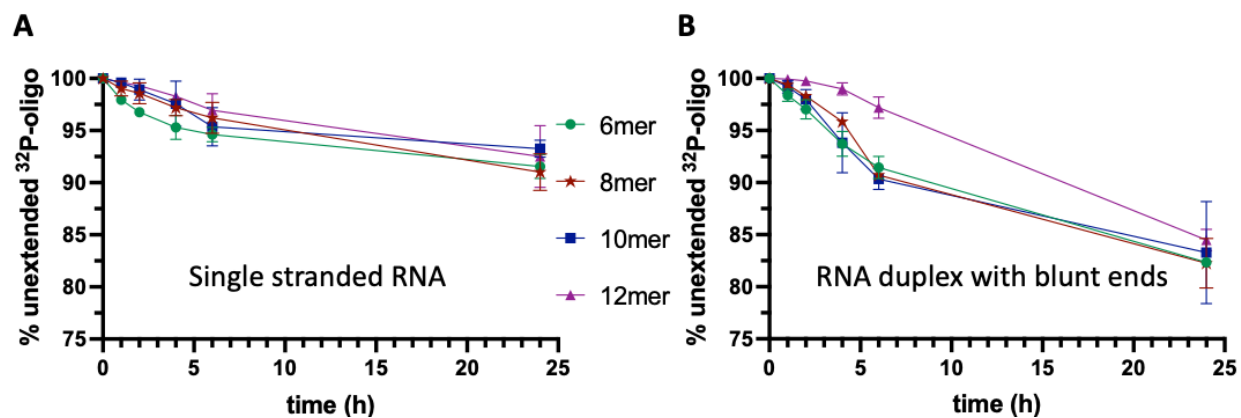 A
% unextended ³²P-oligo
100
95
90
85
80
75
0
5
10
15
20
25
time (h)
Single stranded RNA
6mer
8mer
10mer
12mer
B
% unextended ³²P-oligo
100
95
90
85
80
75
0
5
10
15
20
25
time (h)
RNA duplex with blunt ends